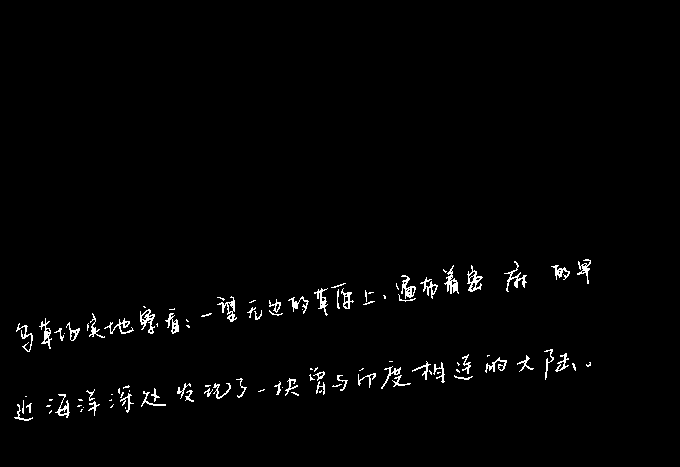 乌草场实地察看:一望无边的草原上,遍布着密麻的旱
近海洋深处发现了一块曾与印度相连的大陆。